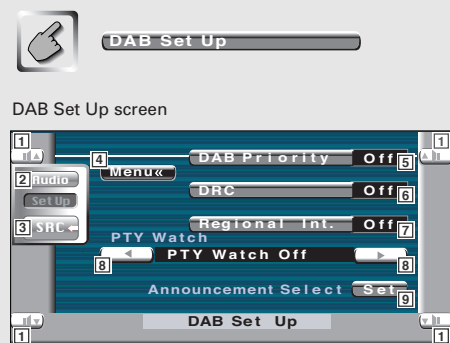 DAB Set Up
DAB Set Up screen
1 1
4 DAB Priority Off 5
2 Audio Menu«
DRC Off 6
Set Up
3 SRC Regional Int. Off 7
PTY Watch
8 PTY Watch Off 8
Announcement Select Set 9
DAB Set Up
1 1